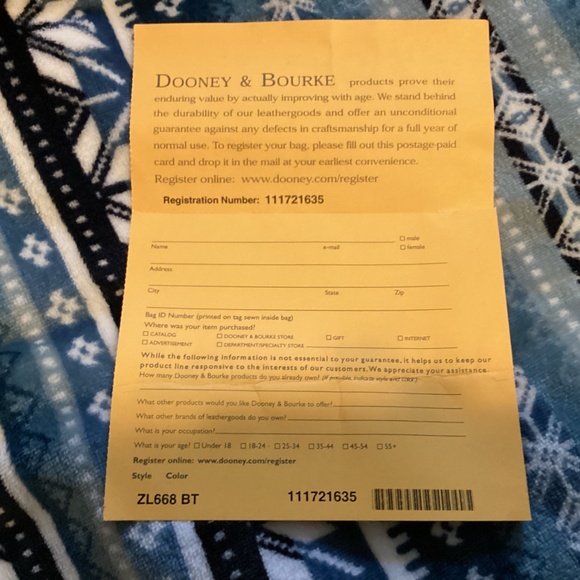 DOONEY & BOURKE products prove their
enduring value by actually improving with age. We stand behind
the durability of our leathergoods and offer an unconditional
guarantee against any defects in craftsmanship for a full year of
normal use. To register your bag, please fill out this postage-paid
card and drop it in the mail at your earliest convenience.
Register online: www.dooney.com/register
Registration Number: 111721635
male
Name e-mail female
Address
City State Zip
Bag ID Number (printed on tag sewn inside bag)
Where was your item purchased?
CATALOG DOONEY & BOURKE STORE GIFT INTERNET
ADVERTISEMENT DEPARTMENT/SPECIALTY STORE
While the following information is not essential to your guarantee, it helps us to keep our
product line responsive to the interests of our customers. We appreciate your assistance.
How many Dooney & Bourke products do you already own? (If possible, indicate style and color.)
What other products would you like Dooney & Bourke to offer?
What other brands of leathergoods do you own?
What is your occupation?
What is your age? Under 18 18-24 25-34 35-44 45-54 55+
Register online: www.dooney.com/register
Style Color
ZL668 BT 111721635